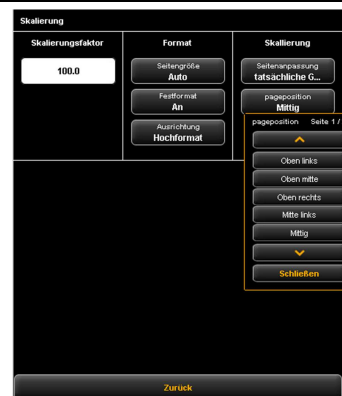 Skalierung
Skalierungsfaktor
Format
Skallierung
100.0
Seitengröße
Auto
Seitenanpassung
tatsächliche G...
Festformat
An
pageposition
Mittig
Ausrichtung
Hochformat
pageposition Seite 1 /
Oben links
Oben mitte
Oben rechts
Mitte links
Mittig
Schließen
Zurück